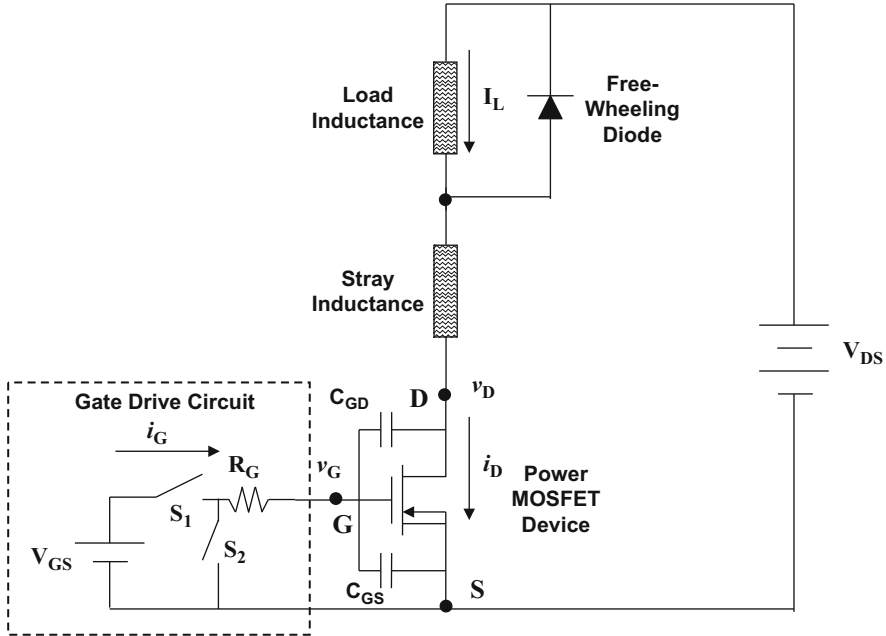 Load
Inductance
I_L
Free-
Wheeling
Diode
Stray
Inductance
V_DS
Gate Drive Circuit
i_G
R_G
S_1
S_2
V_GS
v_G
G
C_GD
D
v_D
i_D
Power
MOSFET
Device
C_GS
S